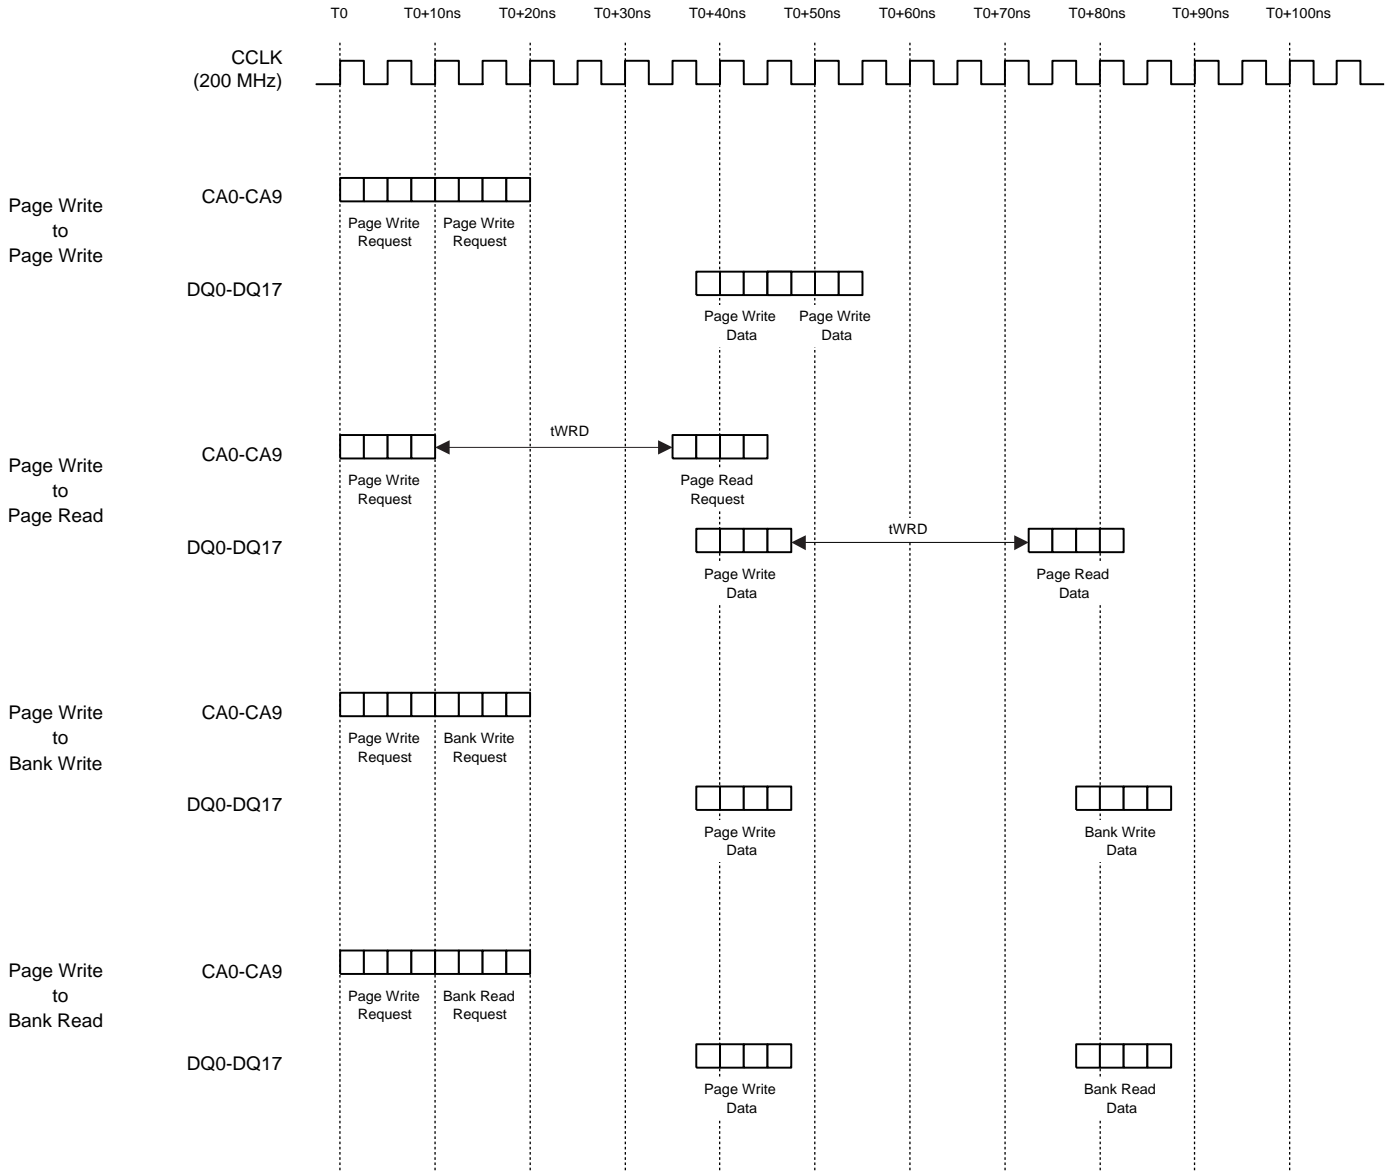 T0 T0+10ns T0+20ns T0+30ns T0+40ns T0+50ns T0+60ns T0+70ns T0+80ns T0+90ns T0+100ns
CCLK
(200 MHz)
Page Write
to
Page Write
CA0-CA9
Page Write
Request
Page Write
Request
DQ0-DQ17
Page Write
Data
Page Write
Data
Page Write
to
Page Read
CA0-CA9
tWRD
Page Write
Request
Page Read
Request
DQ0-DQ17
tWRD
Page Write
Data
Page Read
Data
Page Write
to
Bank Write
CA0-CA9
Page Write
Request
Bank Write
Request
DQ0-DQ17
Page Write
Data
Bank Write
Data
Page Write
to
Bank Read
CA0-CA9
Page Write
Request
Bank Read
Request
DQ0-DQ17
Page Write
Data
Bank Read
Data